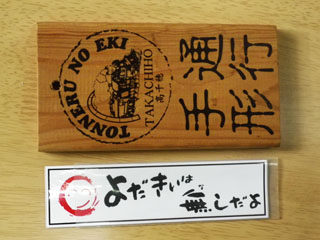 TONNERU NO EKI
TAKACHIHO
高千穂
通行
手形
よだきいは
無しだよ